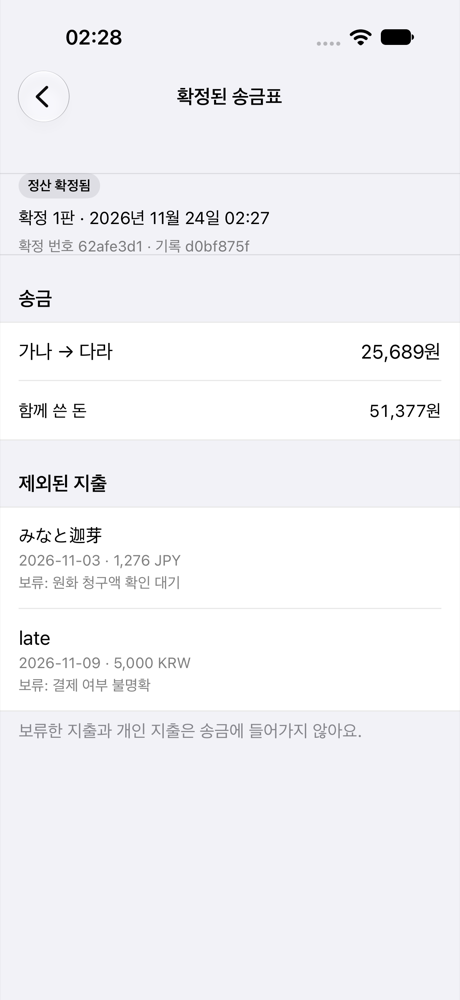 02:28
확정된 송금표
정산 확정됨
확정 1판 · 2026년 11월 24일 02:27
확정 번호 62afe3d1 · 기록 d0bf875f
송금
가나 → 다라 25,689원
함께 쓴 돈 51,377원
제외된 지출
みなと迦芽
2026-11-03 · 1,276 JPY
보류: 원화 청구액 확인 대기
late
2026-11-09 · 5,000 KRW
보류: 결제 여부 불명확
보류한 지출과 개인 지출은 송금에 들어가지 않아요.